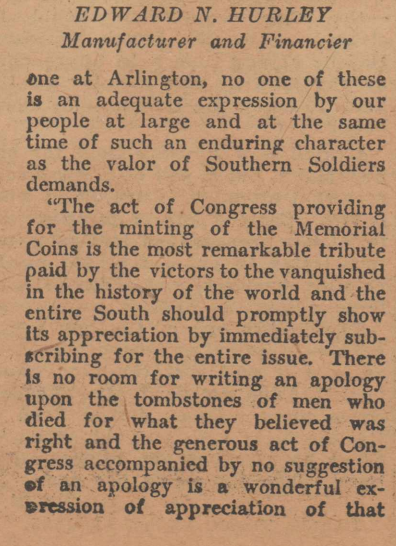 EDWARD N. HURLEY
Manufacturer and Financier
one at Arlington, no one of these
is an adequate expression by our
people at large and at the same
time of such an enduring character
as the valor of Southern Soldiers
demands.
"The act of Congress providing
for the minting of the Memorial
Coins is the most remarkable tribute
paid by the victors to the vanquished
in the history of the world and the
entire South should promptly show
its appreciation by immediately sub-
scribing for the entire issue. There
is no room for writing an apology
upon the tombstones of men who
died for what they believed was
right and the generous act of Con-
gress accompanied by no suggestion
of an apology is a wonderful ex-
pression of appreciation of that